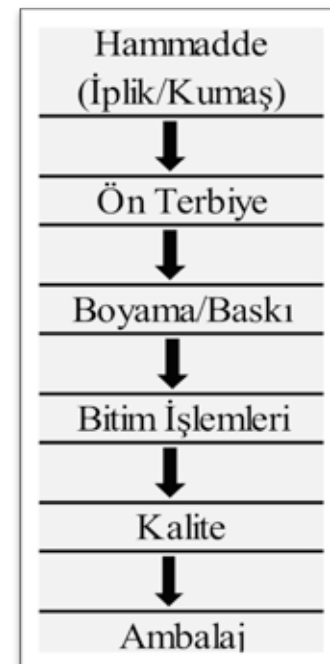 Hammadde
(İplik/Kumaş)
Ön Terbiye
Boyama/Baskı
Bitim İşlemleri
Kalite
Ambalaj